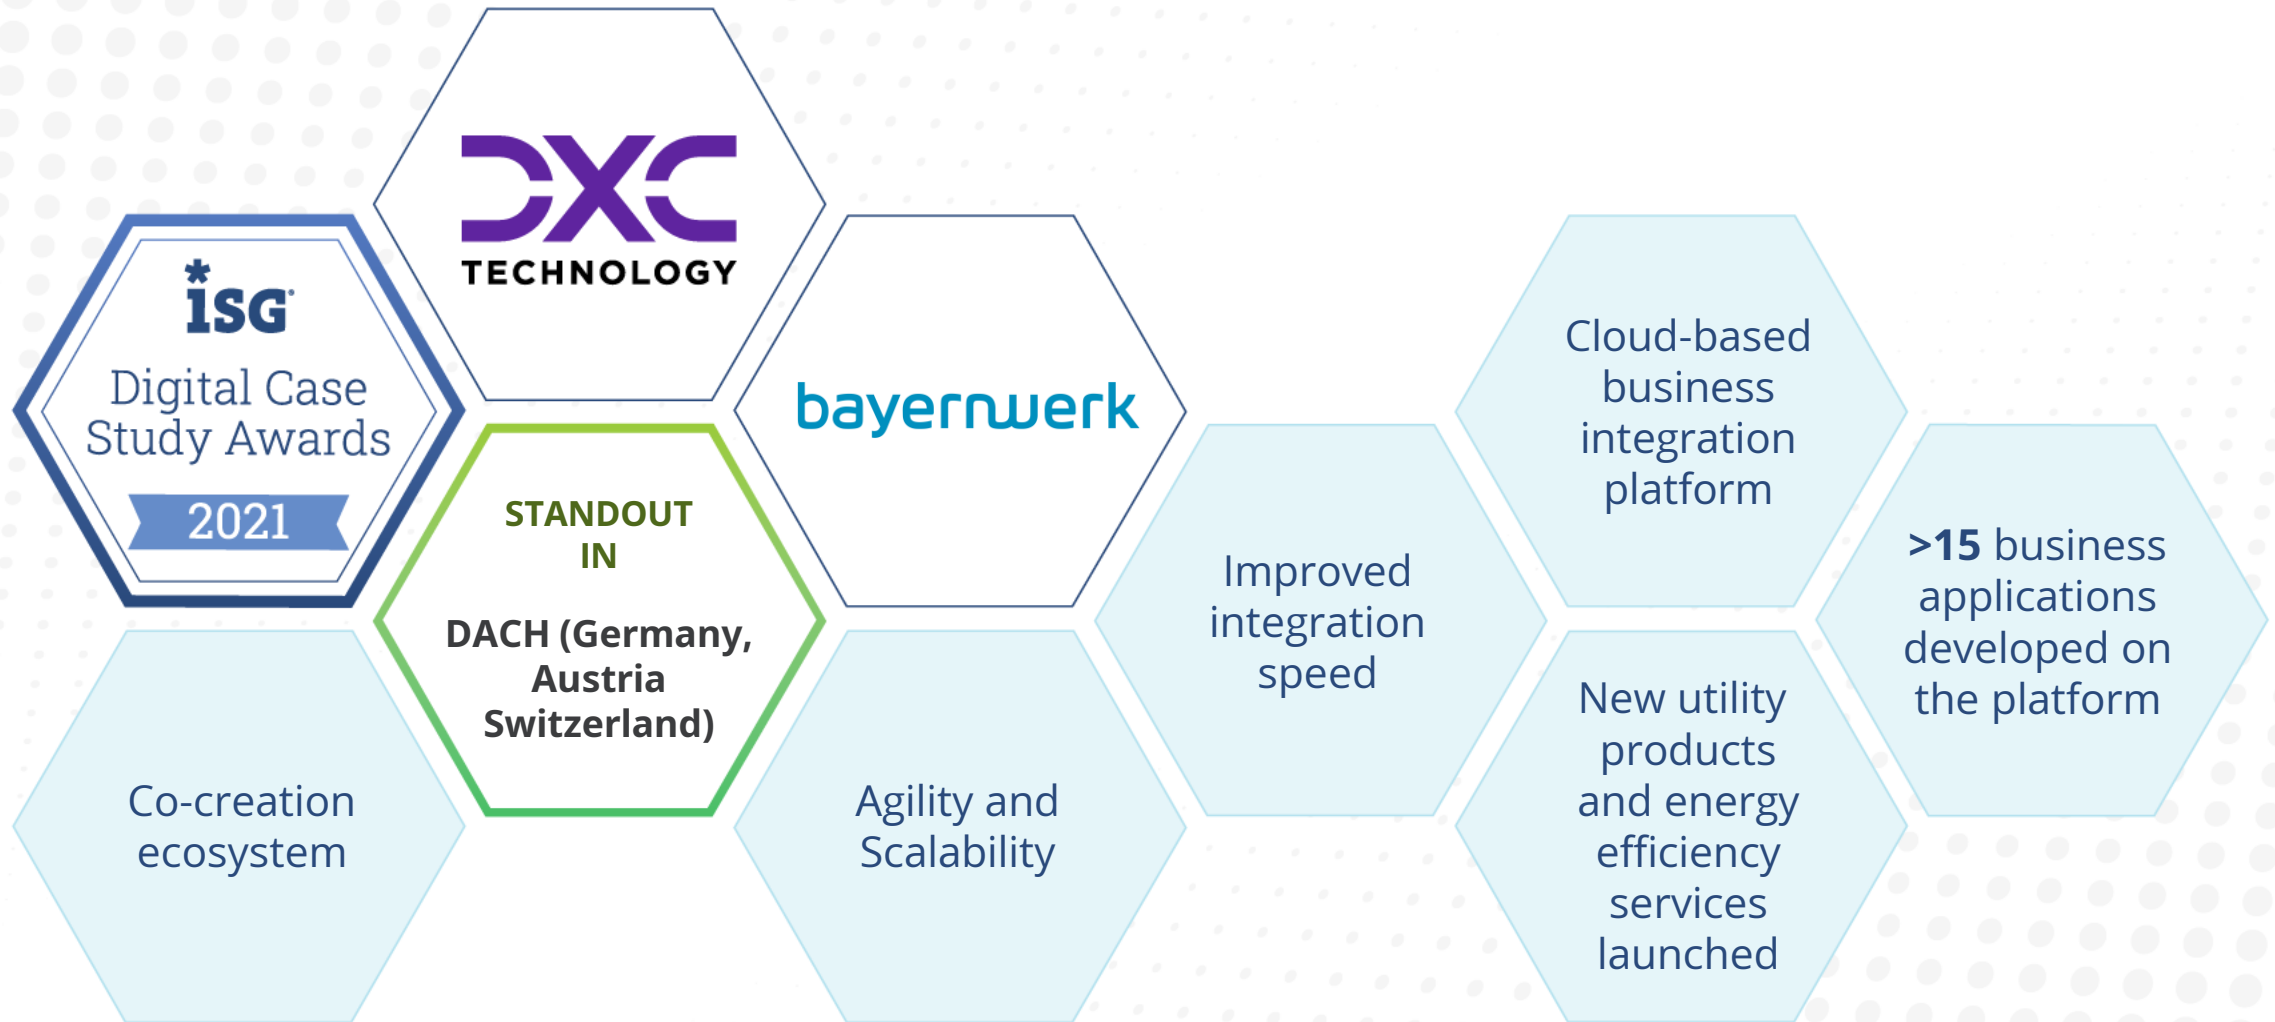 DXC
TECHNOLOGY
ISG
Digital Case
Study Awards
2021
bayernwerk
STANDOUT
IN
DACH (Germany,
Austria
Switzerland)
Co-creation
ecosystem
Agility and
Scalability
Improved
integration
speed
Cloud-based
business
integration
platform
New utility
products
and energy
efficiency
services
launched
>15 business
applications
developed on
the platform